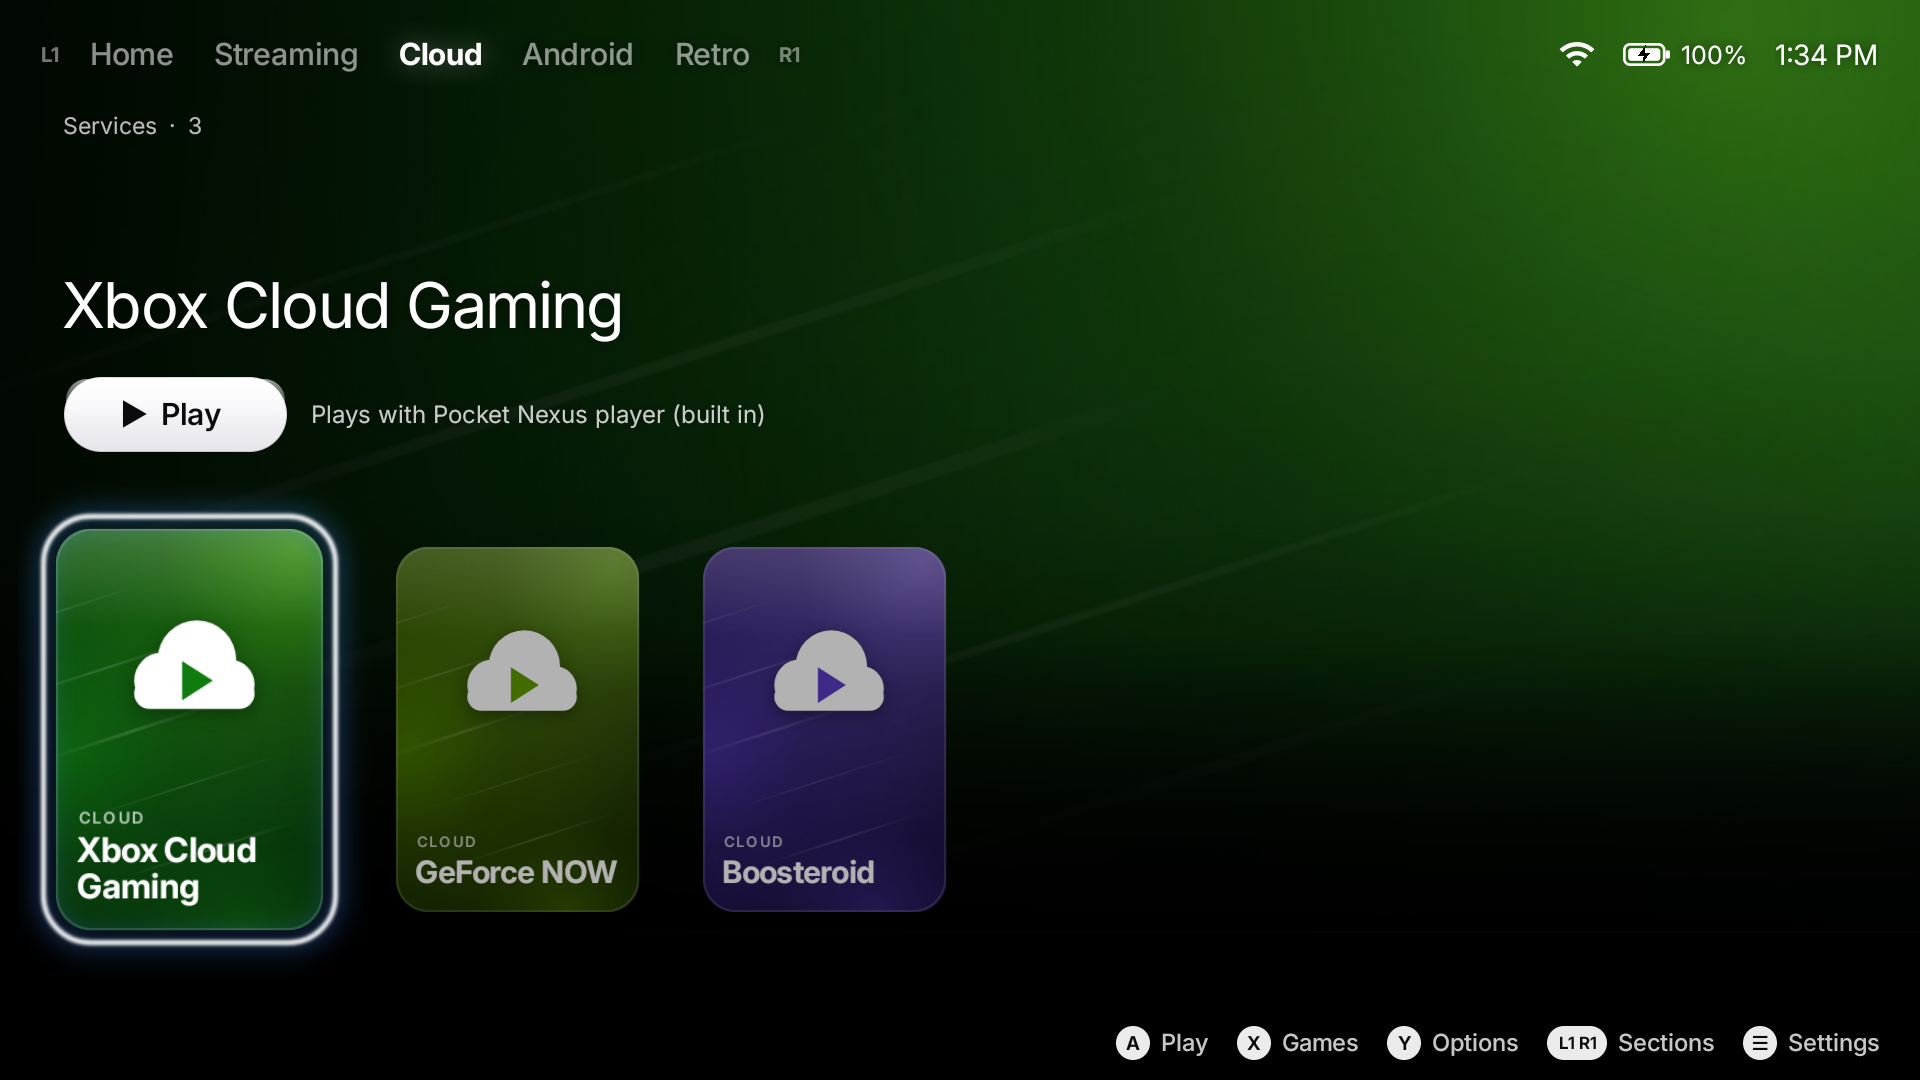 L1 Home Streaming Cloud Android Retro R1 100% 1:34 PM
Services · 3
Xbox Cloud Gaming
Play Plays with Pocket Nexus player (built in)
CLOUD
Xbox Cloud
Gaming
CLOUD
GeForce NOW
CLOUD
Boosteroid
A Play X Games Y Options L1 R1 Sections Settings